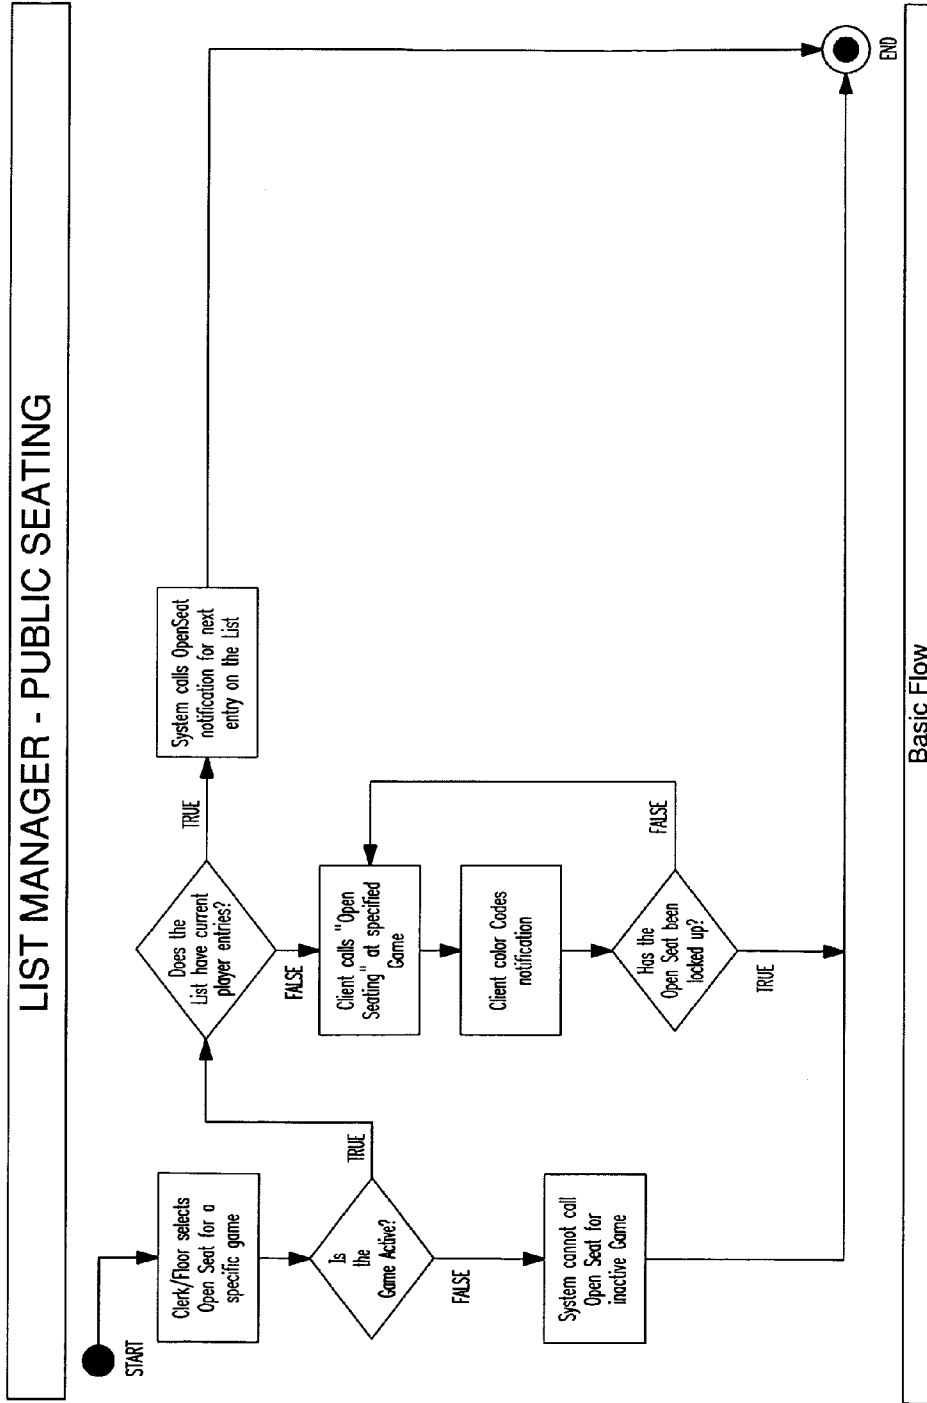 LIST MANAGER - PUBLIC SEATING
START
Clerk/Floor selects
Open Seat for a
specific game
Is
the
Game Active?
TRUE
FALSE
System cannot call
Open Seat for
inactive Game
Does the
List have current
player entries?
TRUE
FALSE
System calls OpenSeat
notification for next
entry on the List
Client calls "Open
Seating" at specified
Game
Client color Codes
notification
Has the
Open Seat been
locked up?
FALSE
TRUE
END
Basic Flow